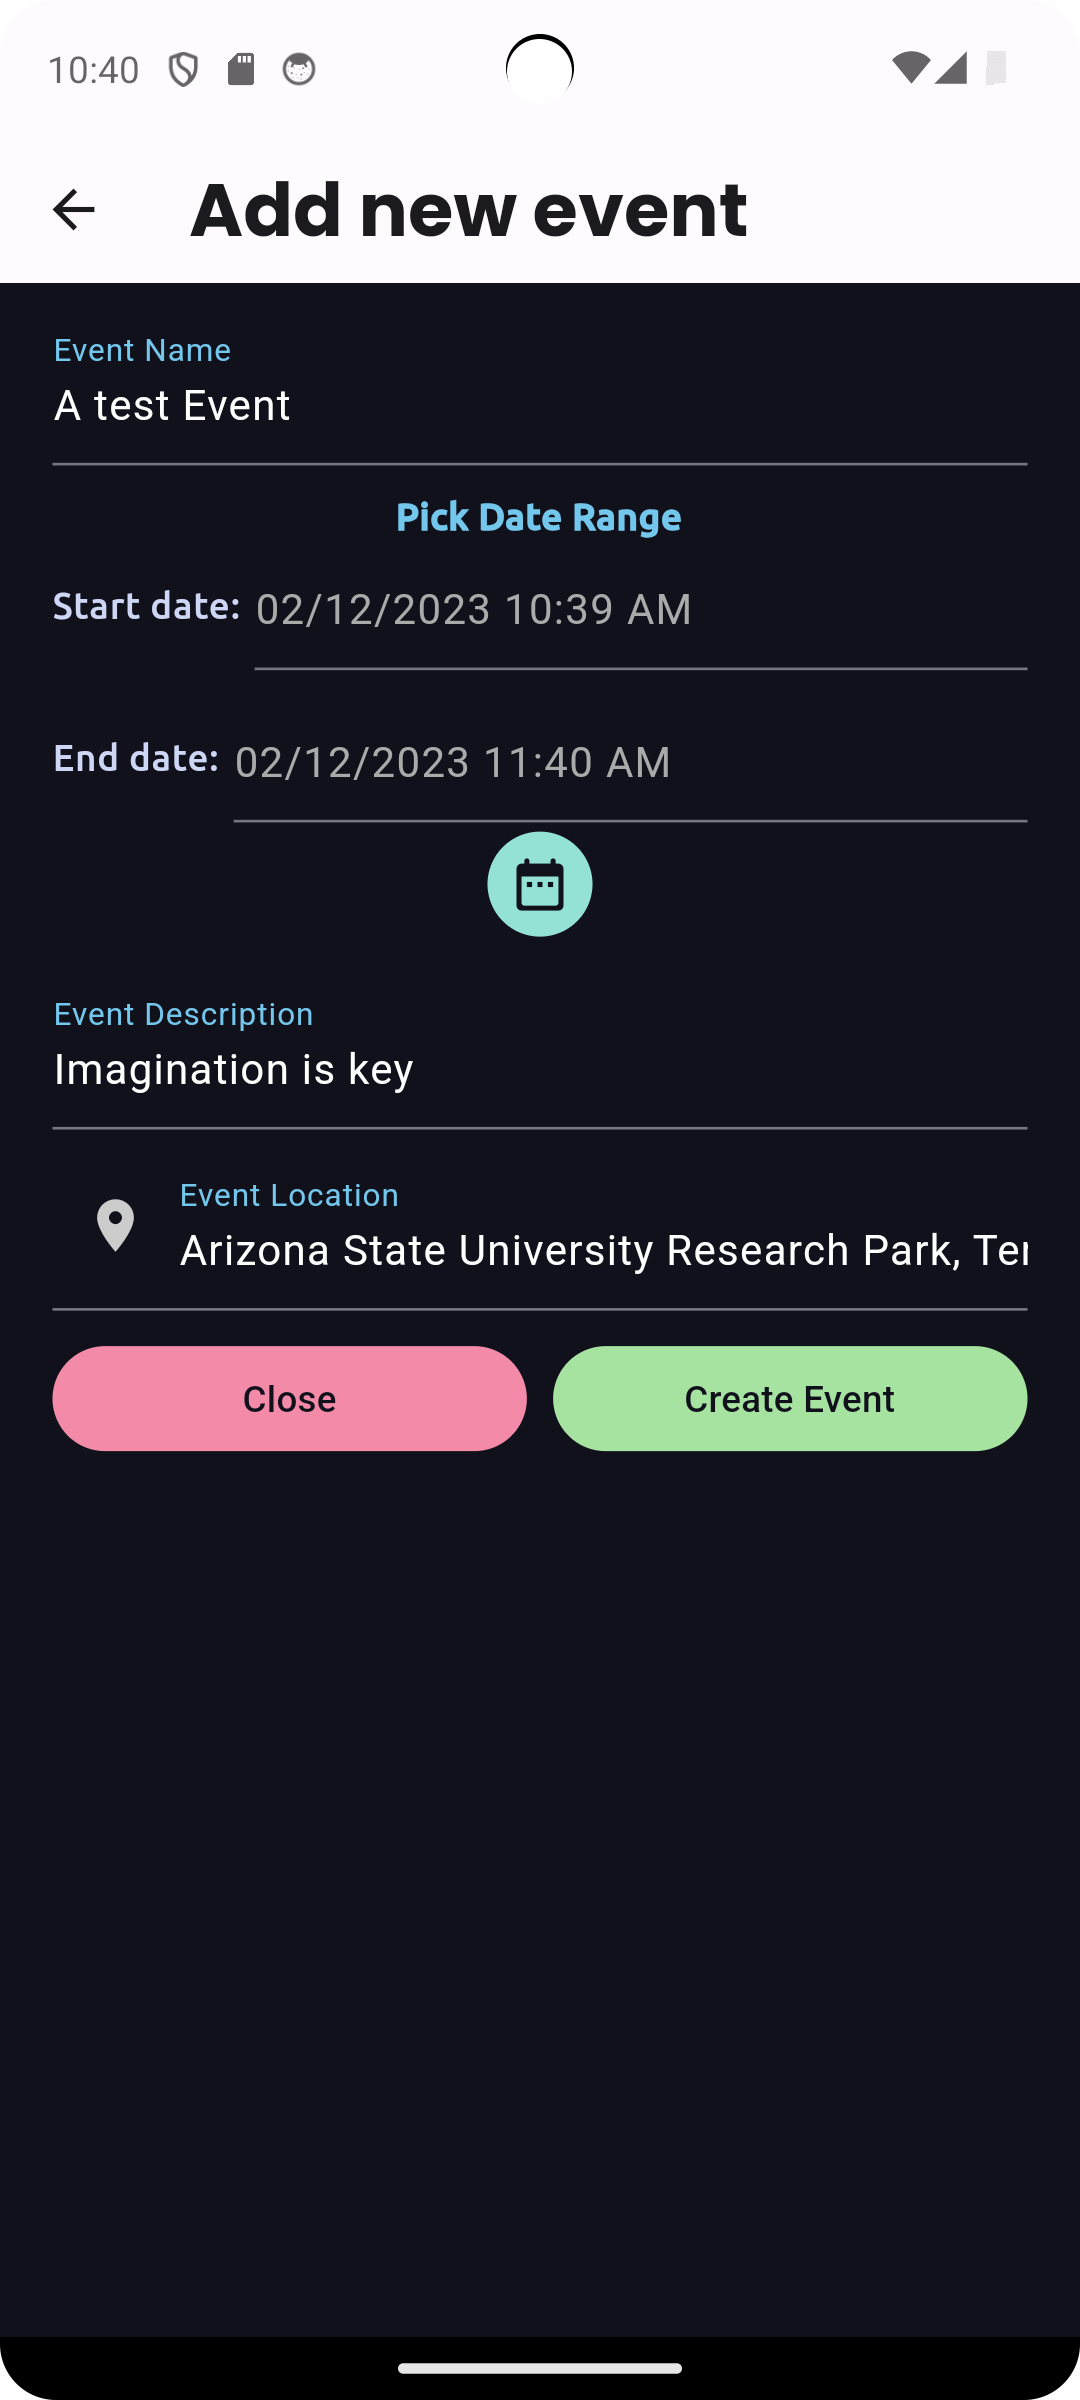 10:40
Add new event
Event Name
A test Event
Pick Date Range
Start date: 02/12/2023 10:39 AM
End date: 02/12/2023 11:40 AM
Event Description
Imagination is key
Event Location
Arizona State University Research Park,
Close
Create Event